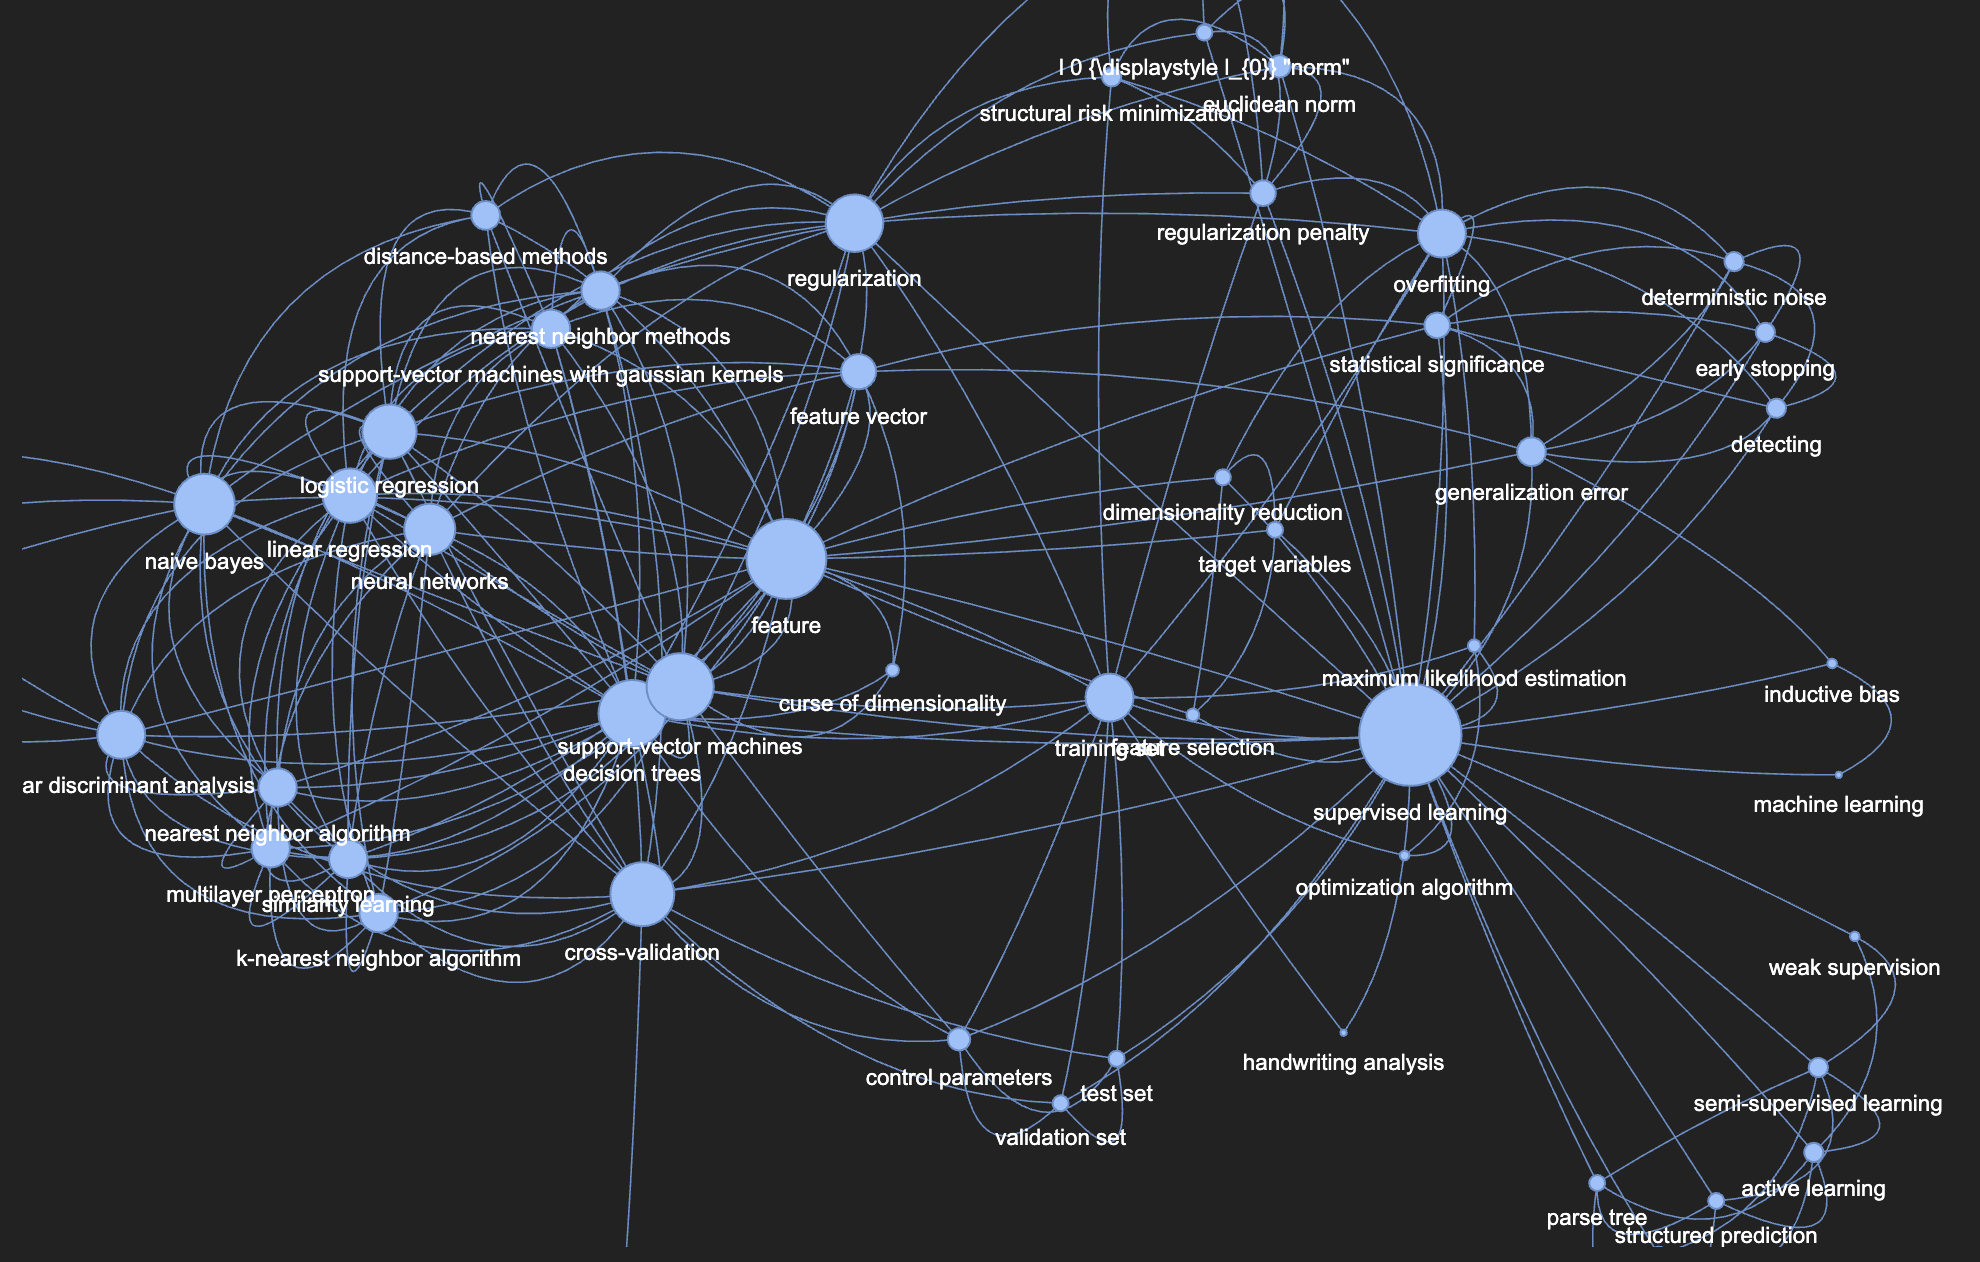 l 0 {\displaystyle l_{0}} "norm"
euclidean norm
structural risk minimization
regularization penalty
distance-based methods
regularization
overfitting
deterministic noise
nearest neighbor methods
statistical significance
early stopping
support-vector machines with gaussian kernels
feature vector
detecting
logistic regression
generalization error
dimensionality reduction
linear regression
naive bayes
target variables
neural networks
feature
maximum likelihood estimation
inductive bias
curse of dimensionality
support-vector machines
training set
feature selection
decision trees
ar discriminant analysis
supervised learning
machine learning
nearest neighbor algorithm
optimization algorithm
multilayer perceptron
similarity learning
k-nearest neighbor algorithm
cross-validation
weak supervision
handwriting analysis
control parameters
test set
semi-supervised learning
validation set
active learning
parse tree
structured prediction